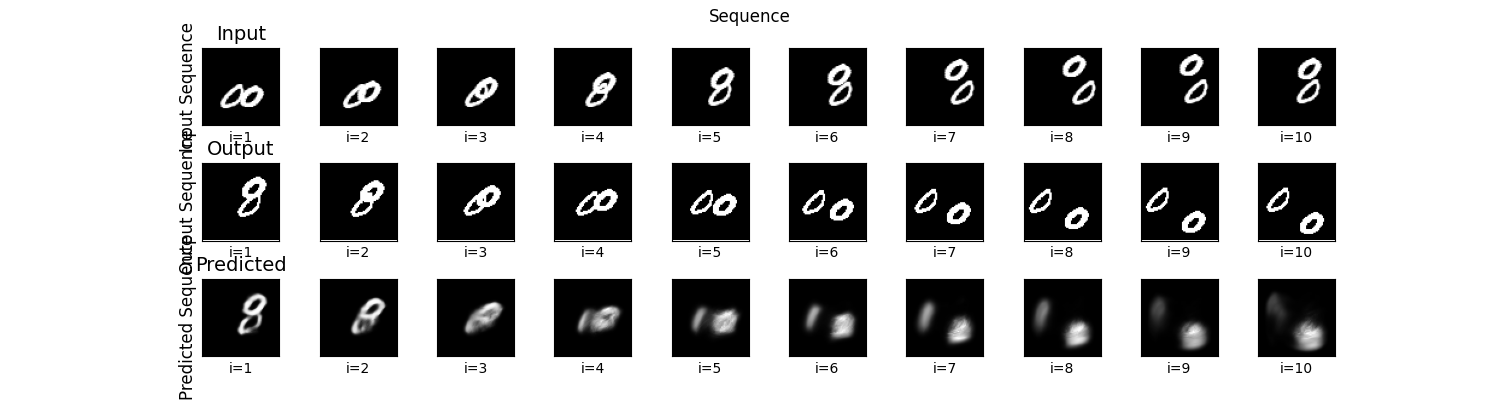 Sequence
Input
Input Sequence
i=1 i=2 i=3 i=4 i=5 i=6 i=7 i=8 i=9 i=10
Output
Output Sequence
i=1 i=2 i=3 i=4 i=5 i=6 i=7 i=8 i=9 i=10
Predicted
Predicted Sequence
i=1 i=2 i=3 i=4 i=5 i=6 i=7 i=8 i=9 i=10